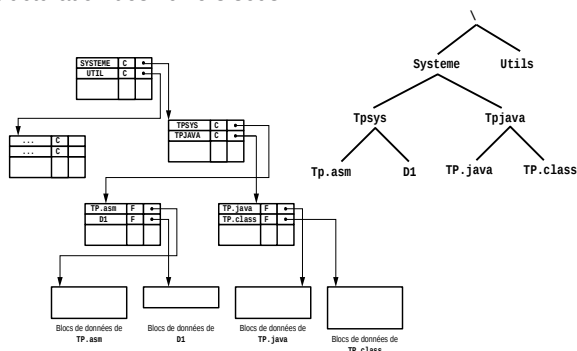 \
Systeme Utils
Tpsys Tpjava
Tp.asm D1 TP.java TP.class
SYSTEME C
UTIL C
... C
... C
TPSYS C
TPJAVA C
TP.asm F
D1 F
TP.java F
TP.class F
Blocs de données de
TP.asm
Blocs de données de
D1
Blocs de données de
TP.java
Blocs de données de
TP.class